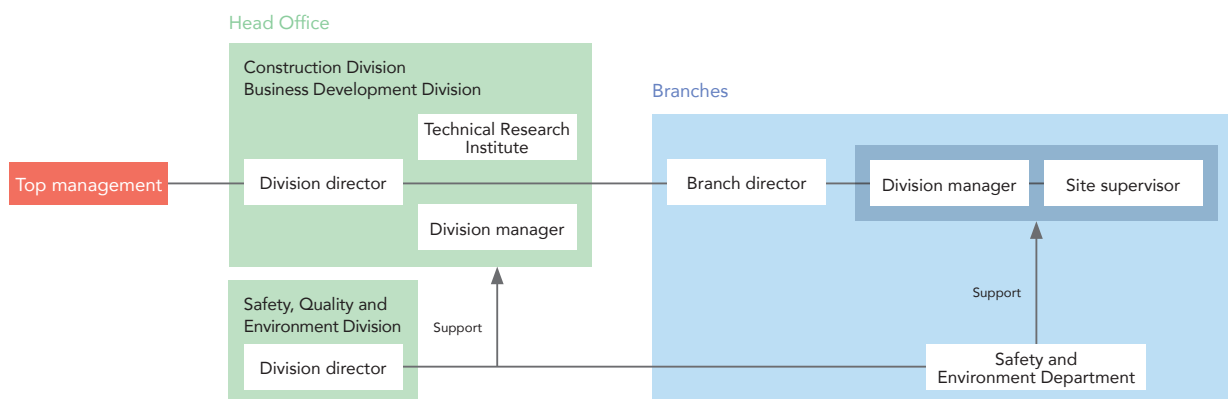 Head Office
Construction Division
Business Development Division
Branches
Technical Research
Institute
Top management
Division director
Branch director
Division manager
Site supervisor
Division manager
Safety, Quality and
Environment Division
Support
Support
Division director
Safety and
Environment Department